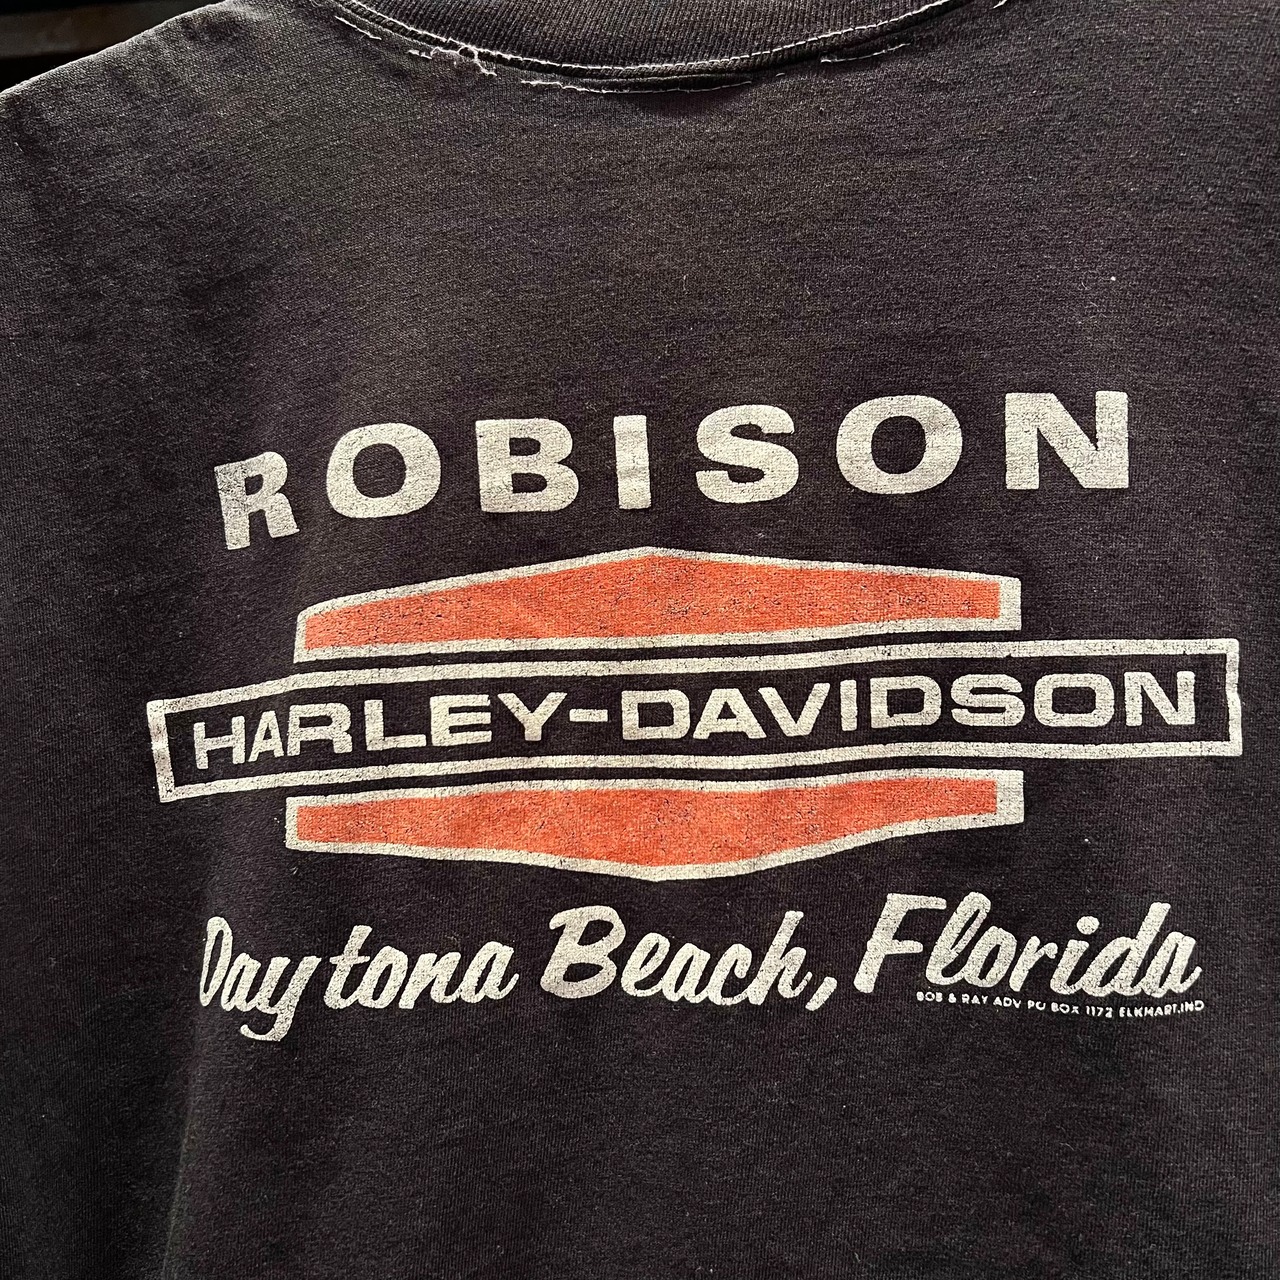 ROBISON
HARLEY-DAVIDSON
Daytona Beach, Florida
BOB & RAY ADV PO BOX 1172 ELKHART,IND